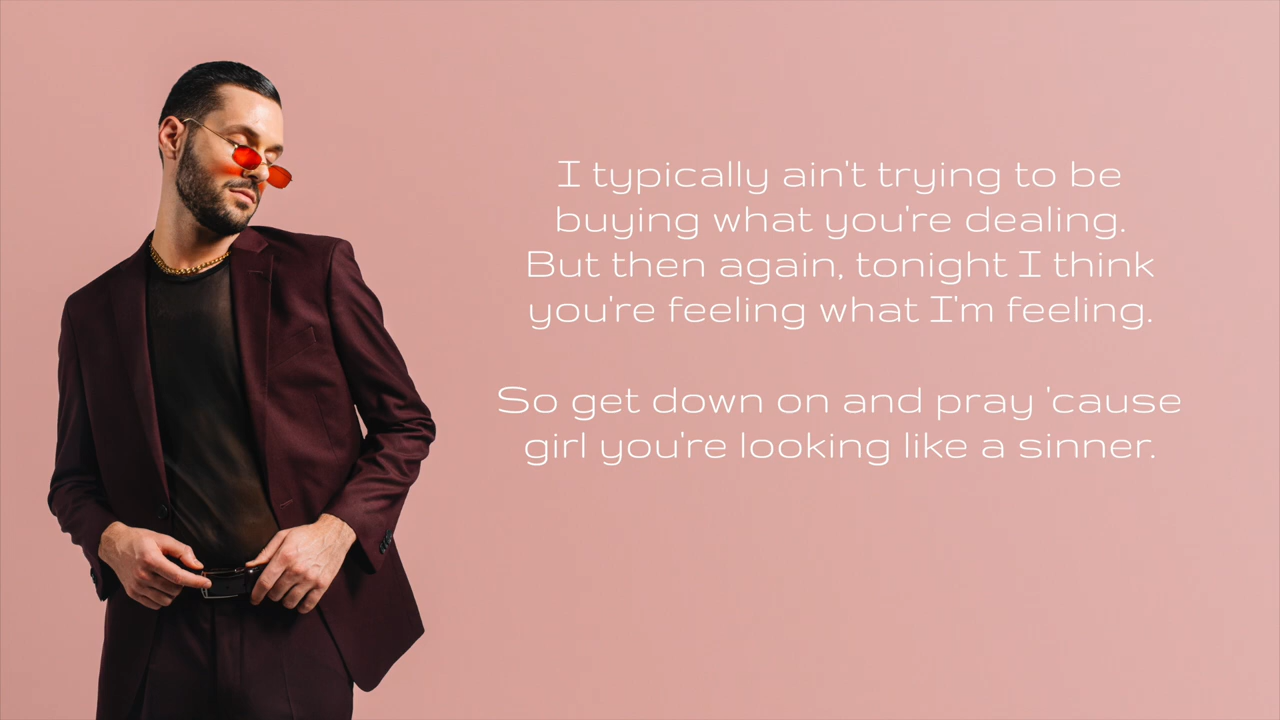 I typically ain't trying to be
buying what you're dealing.
But then again, tonight I think
you're feeling what I'm feeling.
So get down on and pray 'cause
girl you're looking like a sinner.